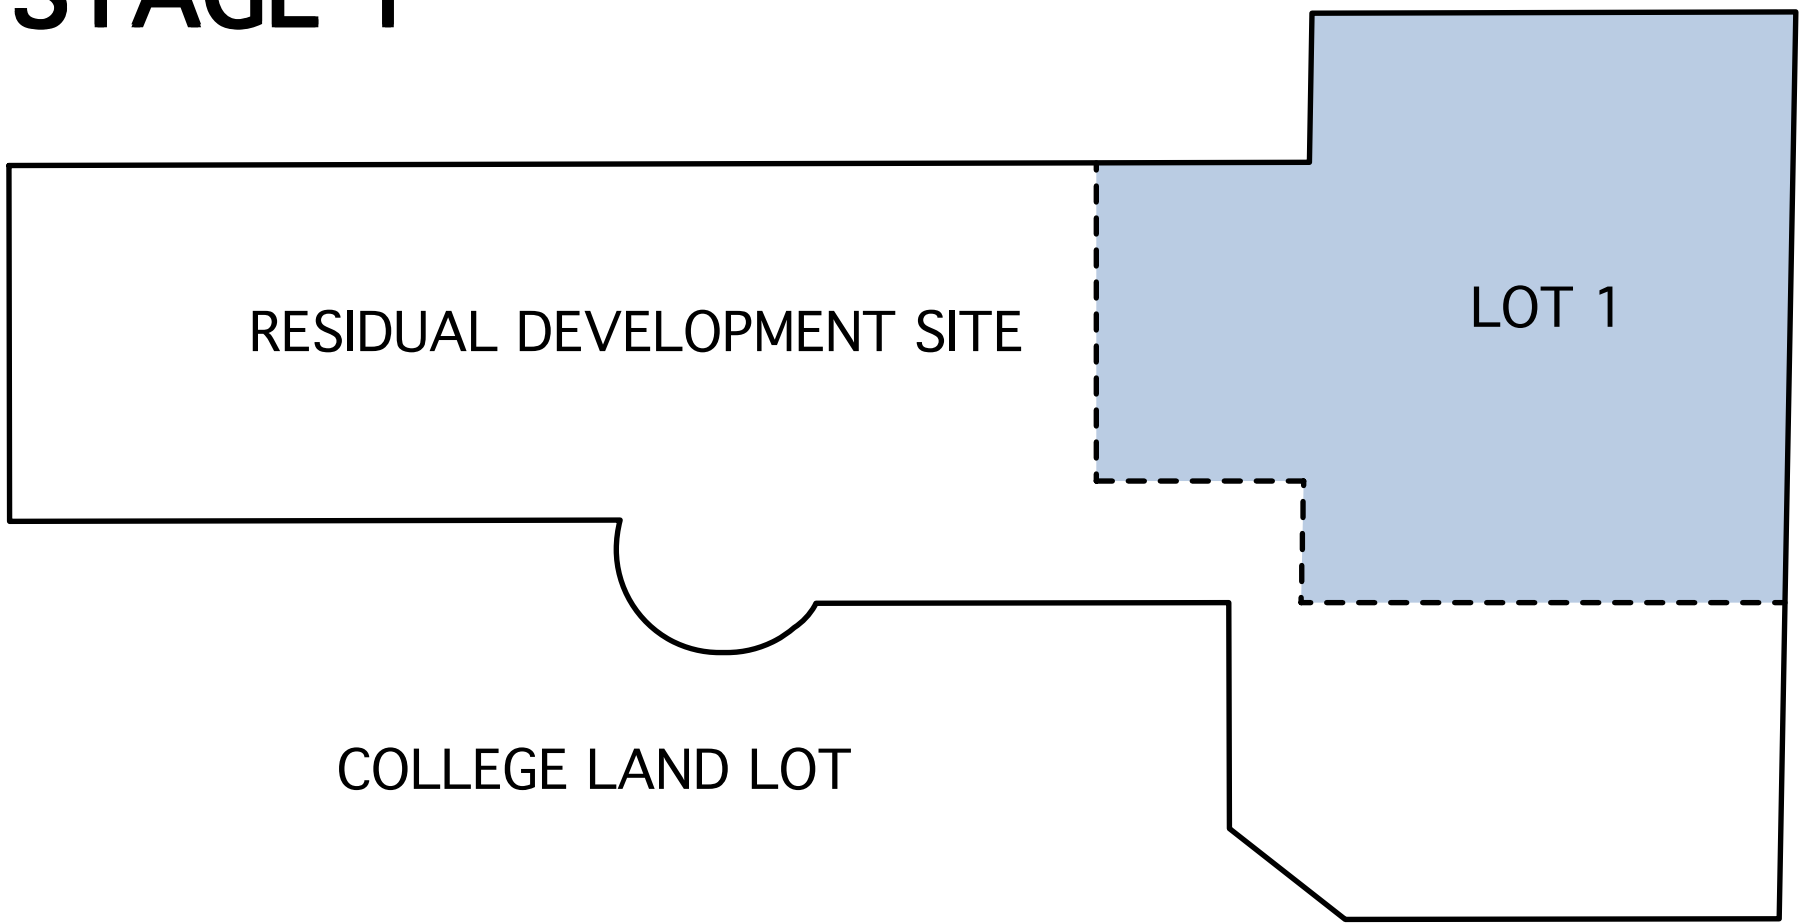 STAGE 1
RESIDUAL DEVELOPMENT SITE
LOT 1
COLLEGE LAND LOT